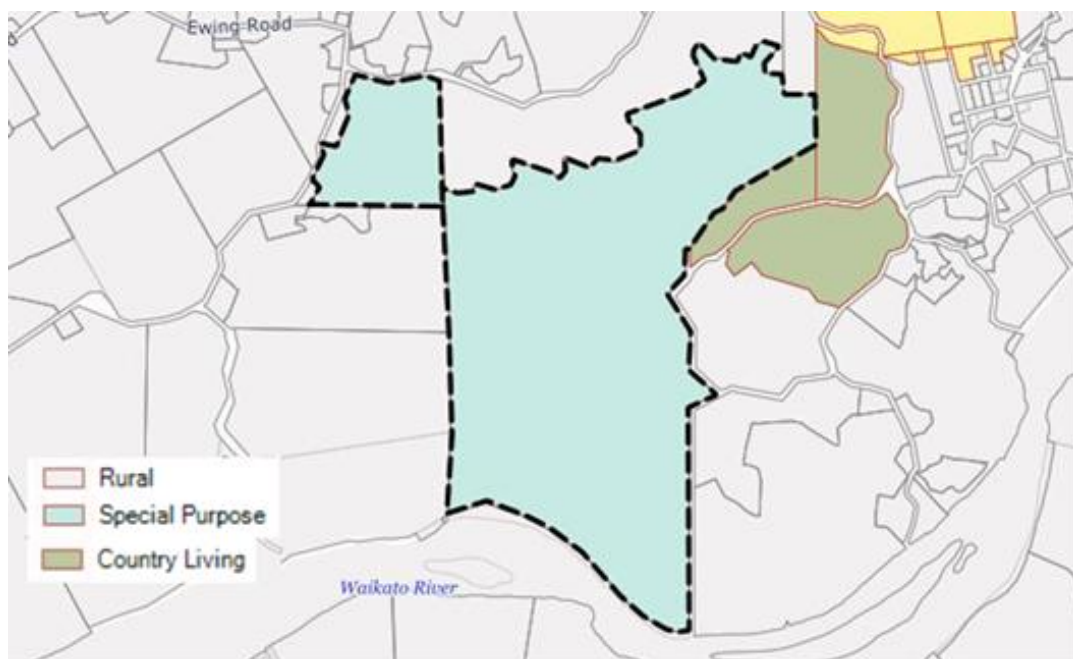 Ewing Road
Rural
Special Purpose
Country Living
Waikato River